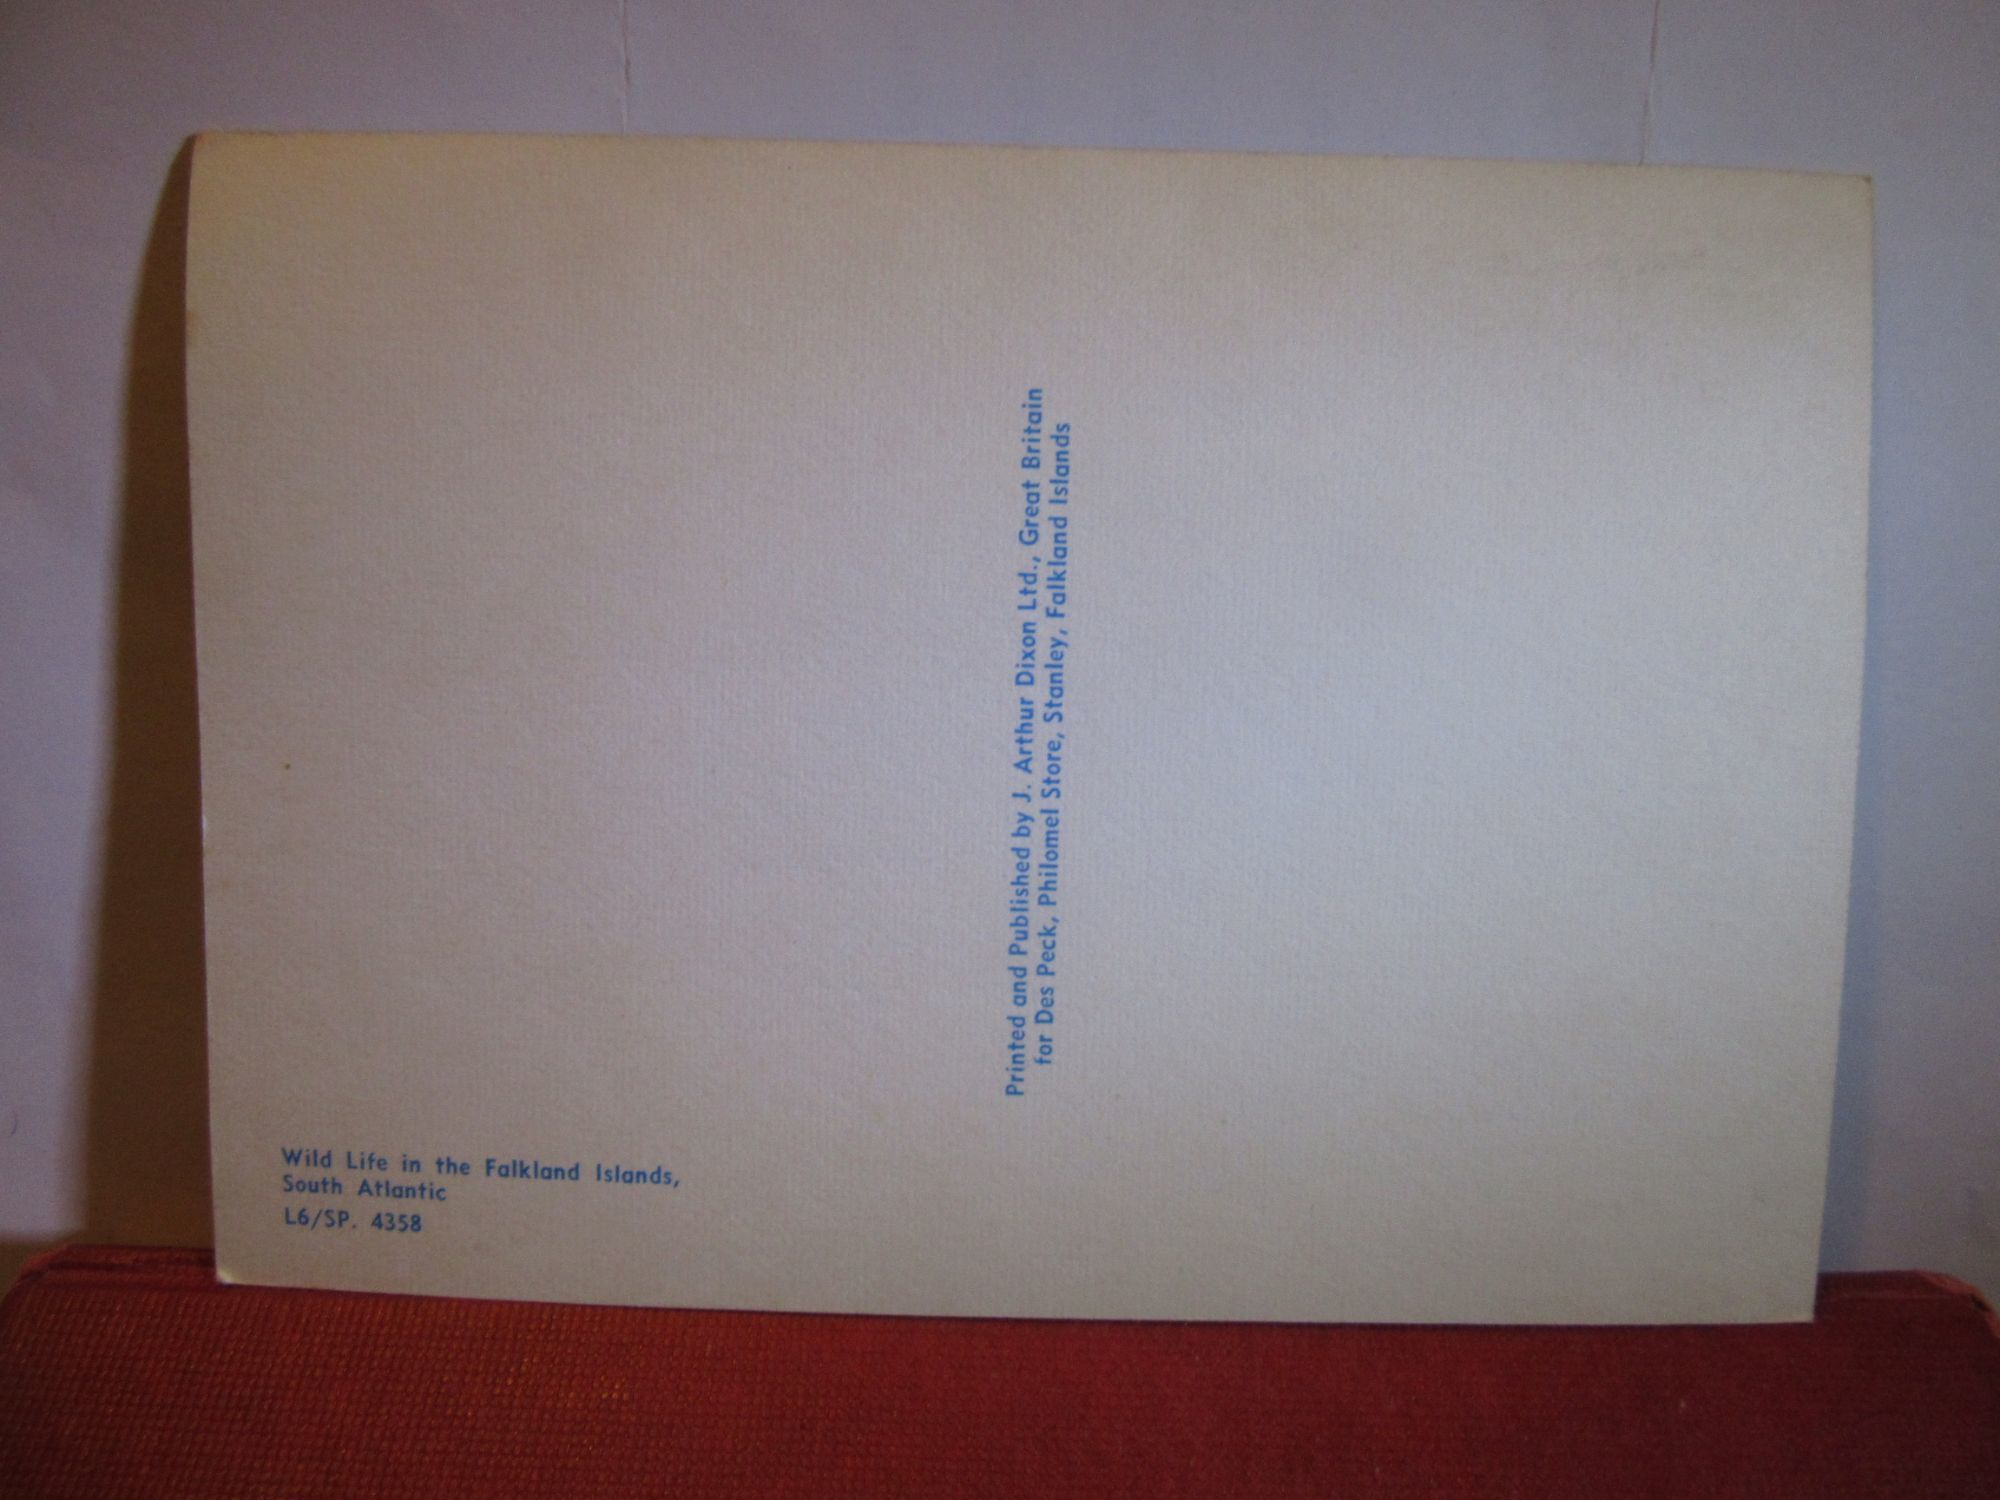 Printed and Published by J. Arthur Dixon Ltd., Great Britain
for Des Peck, Philomel Store, Stanley, Falkland Islands
Wild Life in the Falkland Islands,
South Atlantic
L6/SP. 4358